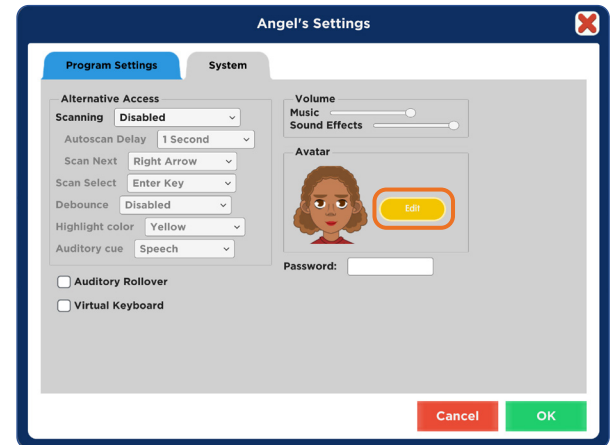 Angel's Settings
Program Settings
System
Alternative Access
Scanning Disabled
Autoscan Delay 1 Second
Scan Next Right Arrow
Scan Select Enter Key
Debounce Disabled
Highlight color Yellow
Auditory cue Speech
Auditory Rollover
Virtual Keyboard
Volume
Music
Sound Effects
Avatar
Edit
Password:
Cancel
OK